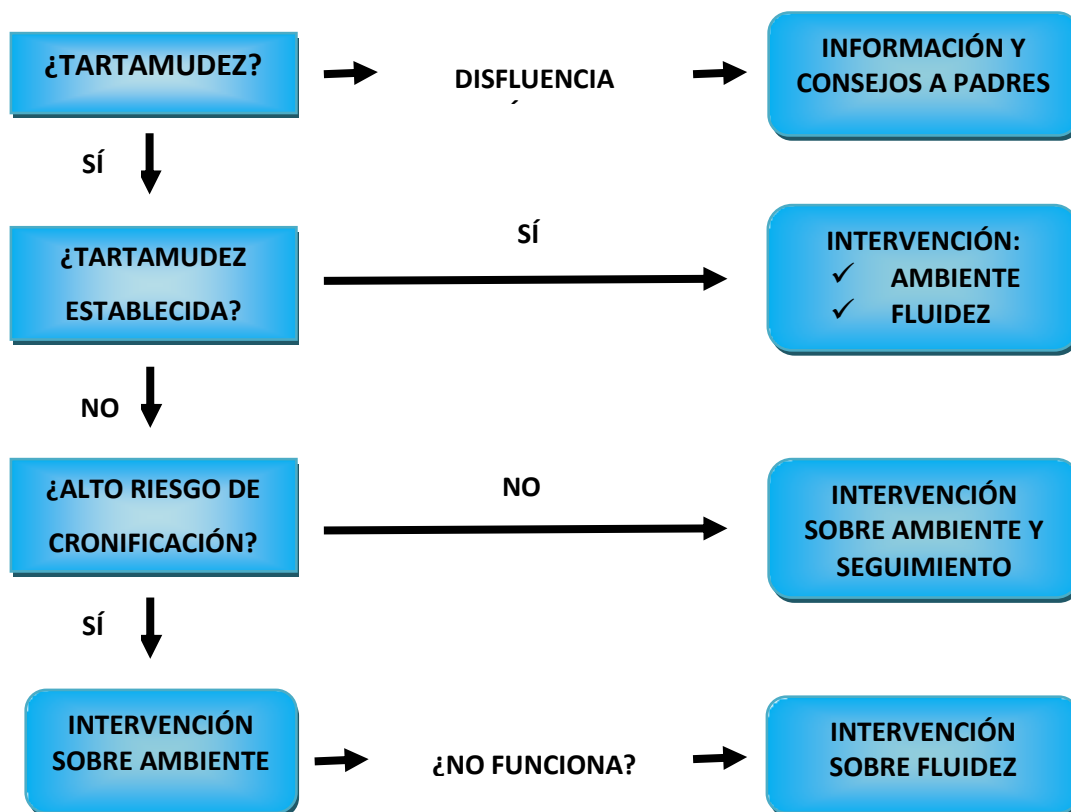 ¿TARTAMUDEZ?
DISFLUENCIA
INFORMACIÓN Y
CONSEJOS A PADRES
SÍ
¿TARTAMUDEZ
ESTABLECIDA?
SÍ
INTERVENCIÓN:
✓ AMBIENTE
✓ FLUIDEZ
NO
¿ALTO RIESGO DE
CRONIFICACIÓN?
NO
INTERVENCIÓN
SOBRE AMBIENTE Y
SEGUIMIENTO
SÍ
INTERVENCIÓN
SOBRE AMBIENTE
¿NO FUNCIONA?
INTERVENCIÓN
SOBRE FLUIDEZ